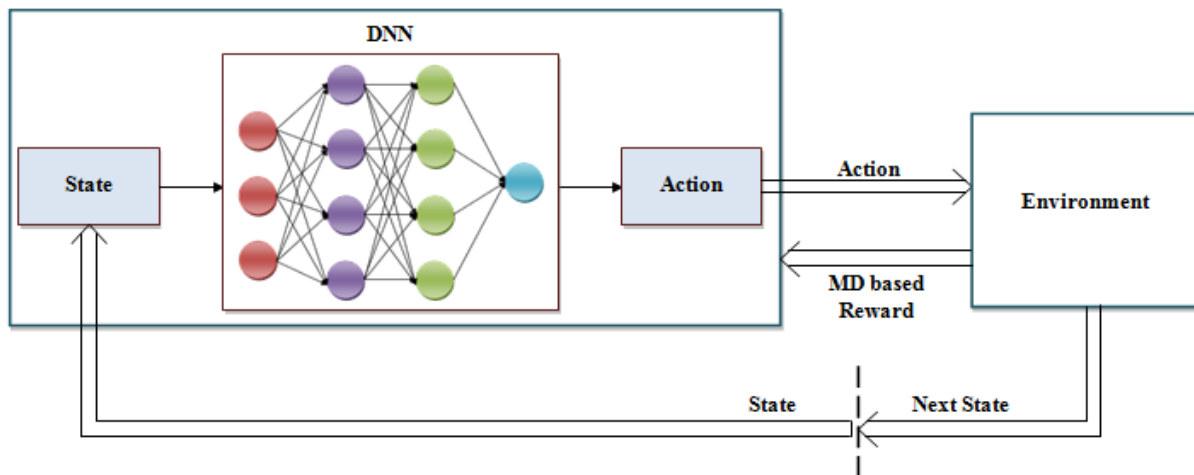 DNN
State
Action
Action
Environment
MD based
Reward
State
Next State